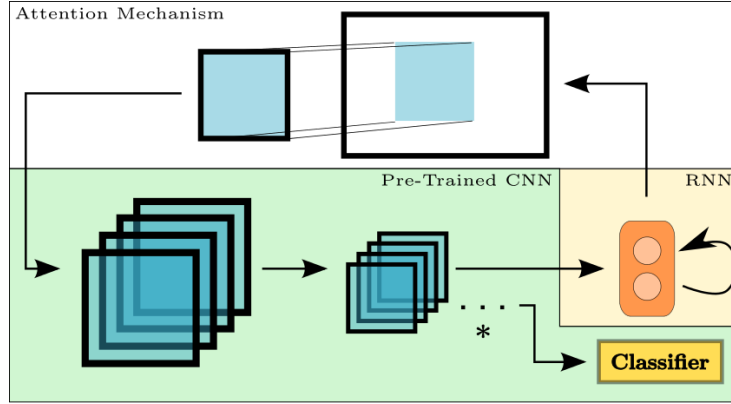 Attention Mechanism
Pre-Trained CNN
RNN
. . .
*
Classifier